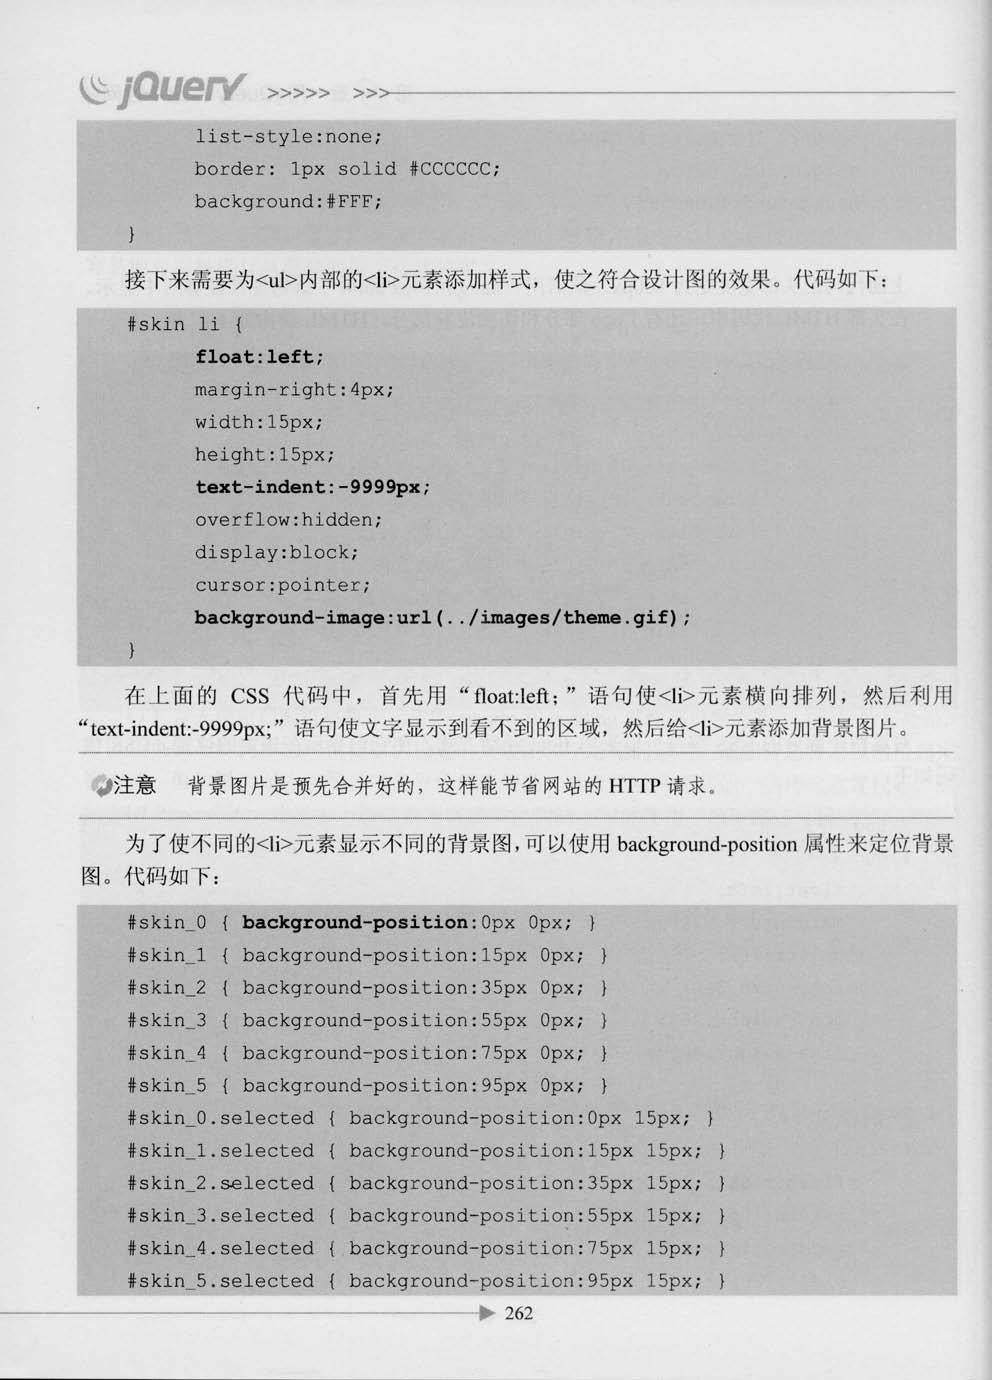 jQuery >>>>> >>>
list-style:none;
border: 1px solid #CCCCCC;
background:#FFF;
}
接下来需要为<ul>内部的<li>元素添加样式，使之符合设计图的效果。代码如下：
#skin li {
float:left;
margin-right:4px;
width:15px;
height:15px;
text-indent:-9999px;
overflow:hidden;
display:block;
cursor:pointer;
background-image:url(../images/theme.gif);
}
在上面的 CSS 代码中，首先用“float:left；”语句使<li>元素横向排列，然后利用
“text-indent:-9999px;”语句使文字显示到看不到的区域，然后给<li>元素添加背景图片。
注意 背景图片是预先合并好的，这样能节省网站的 HTTP 请求。
为了使不同的<li>元素显示不同的背景图，可以使用 background-position 属性来定位背景
图。代码如下：
#skin_0 { background-position:0px 0px; }
#skin_1 { background-position:15px 0px; }
#skin_2 { background-position:35px 0px; }
#skin_3 { background-position:55px 0px; }
#skin_4 { background-position:75px 0px; }
#skin_5 { background-position:95px 0px; }
#skin_0.selected { background-position:0px 15px; }
#skin_1.selected { background-position:15px 15px; }
#skin_2.selected { background-position:35px 15px; }
#skin_3.selected { background-position:55px 15px; }
#skin_4.selected { background-position:75px 15px; }
#skin_5.selected { background-position:95px 15px; }
262